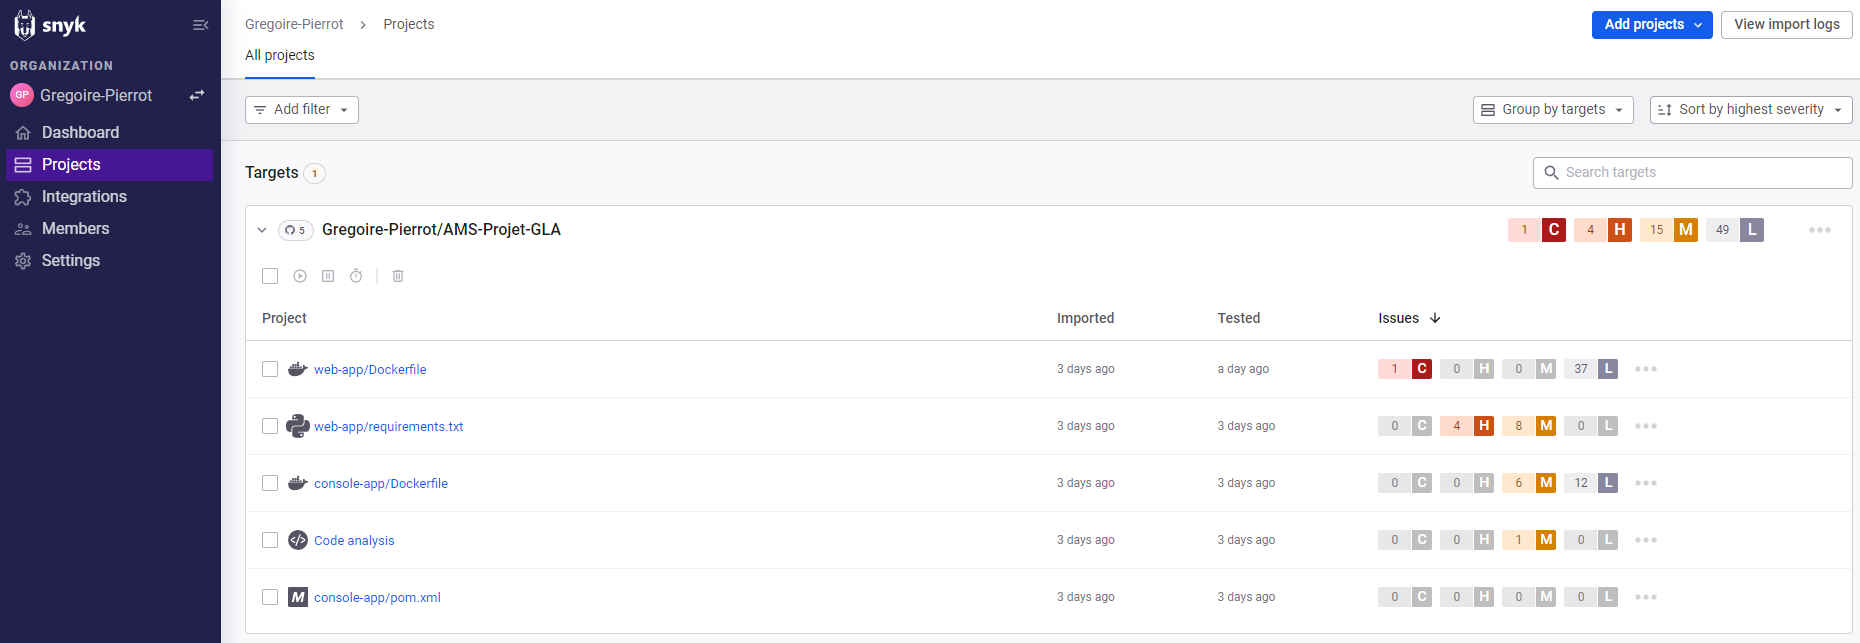 snyk
ORGANIZATION
GP Gregoire-Pierrot
Dashboard
Projects
Integrations
Members
Settings
Gregoire-Pierrot > Projects
Add projects
View import logs
All projects
Add filter
Group by targets
Sort by highest severity
Targets 1
Search targets
5 Gregoire-Pierrot/AMS-Projet-GLA 1 C 4 H 15 M 49 L
Project Imported Tested Issues
web-app/Dockerfile 3 days ago a day ago 1 C 0 H 0 M 37 L
web-app/requirements.txt 3 days ago 3 days ago 0 C 4 H 8 M 0 L
console-app/Dockerfile 3 days ago 3 days ago 0 C 0 H 6 M 12 L
Code analysis 3 days ago 3 days ago 0 C 0 H 1 M 0 L
M console-app/pom.xml 3 days ago 3 days ago 0 C 0 H 0 M 0 L